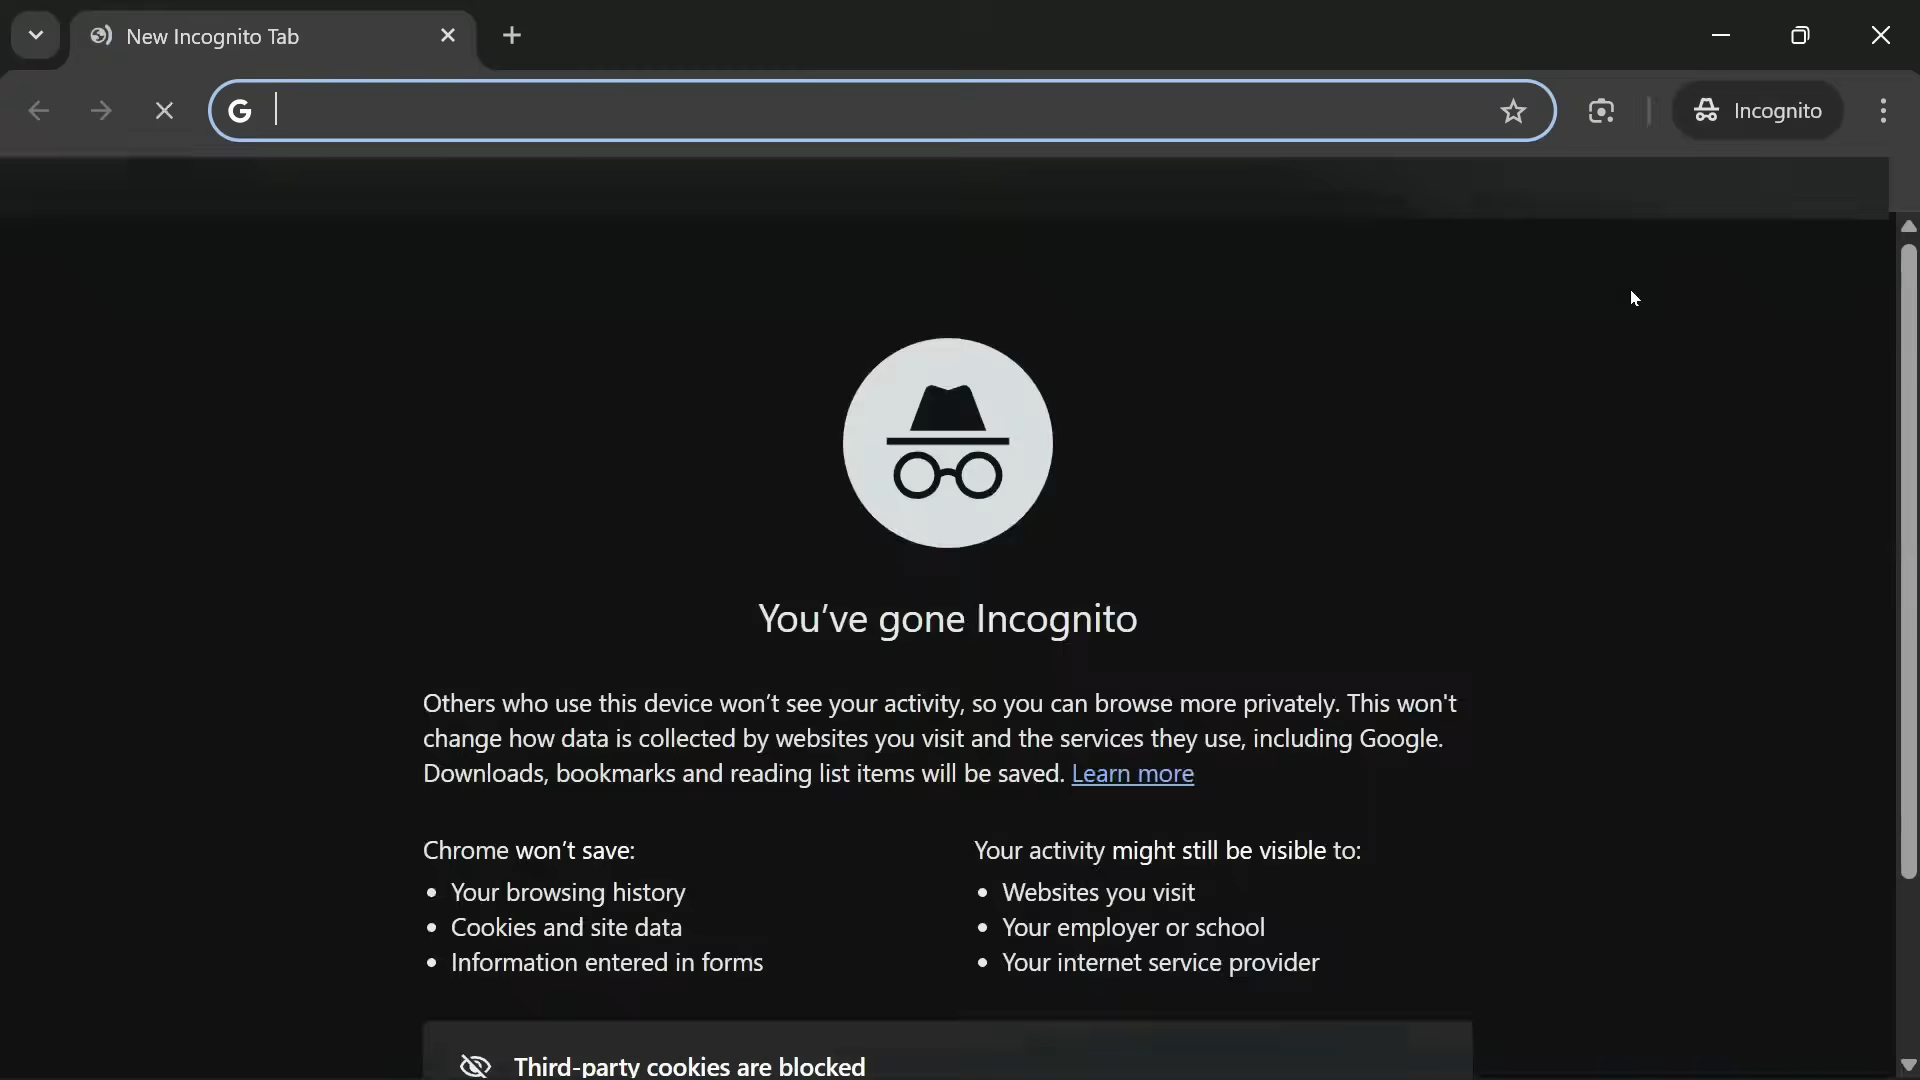 New Incognito Tab
Incognito
You've gone Incognito
Others who use this device won't see your activity, so you can browse more privately. This won't
change how data is collected by websites you visit and the services they use, including Google.
Downloads, bookmarks and reading list items will be saved. Learn more
Chrome won't save:
Your browsing history
Cookies and site data
Information entered in forms
Your activity might still be visible to:
Websites you visit
Your employer or school
Your internet service provider
Third-party cookies are blocked